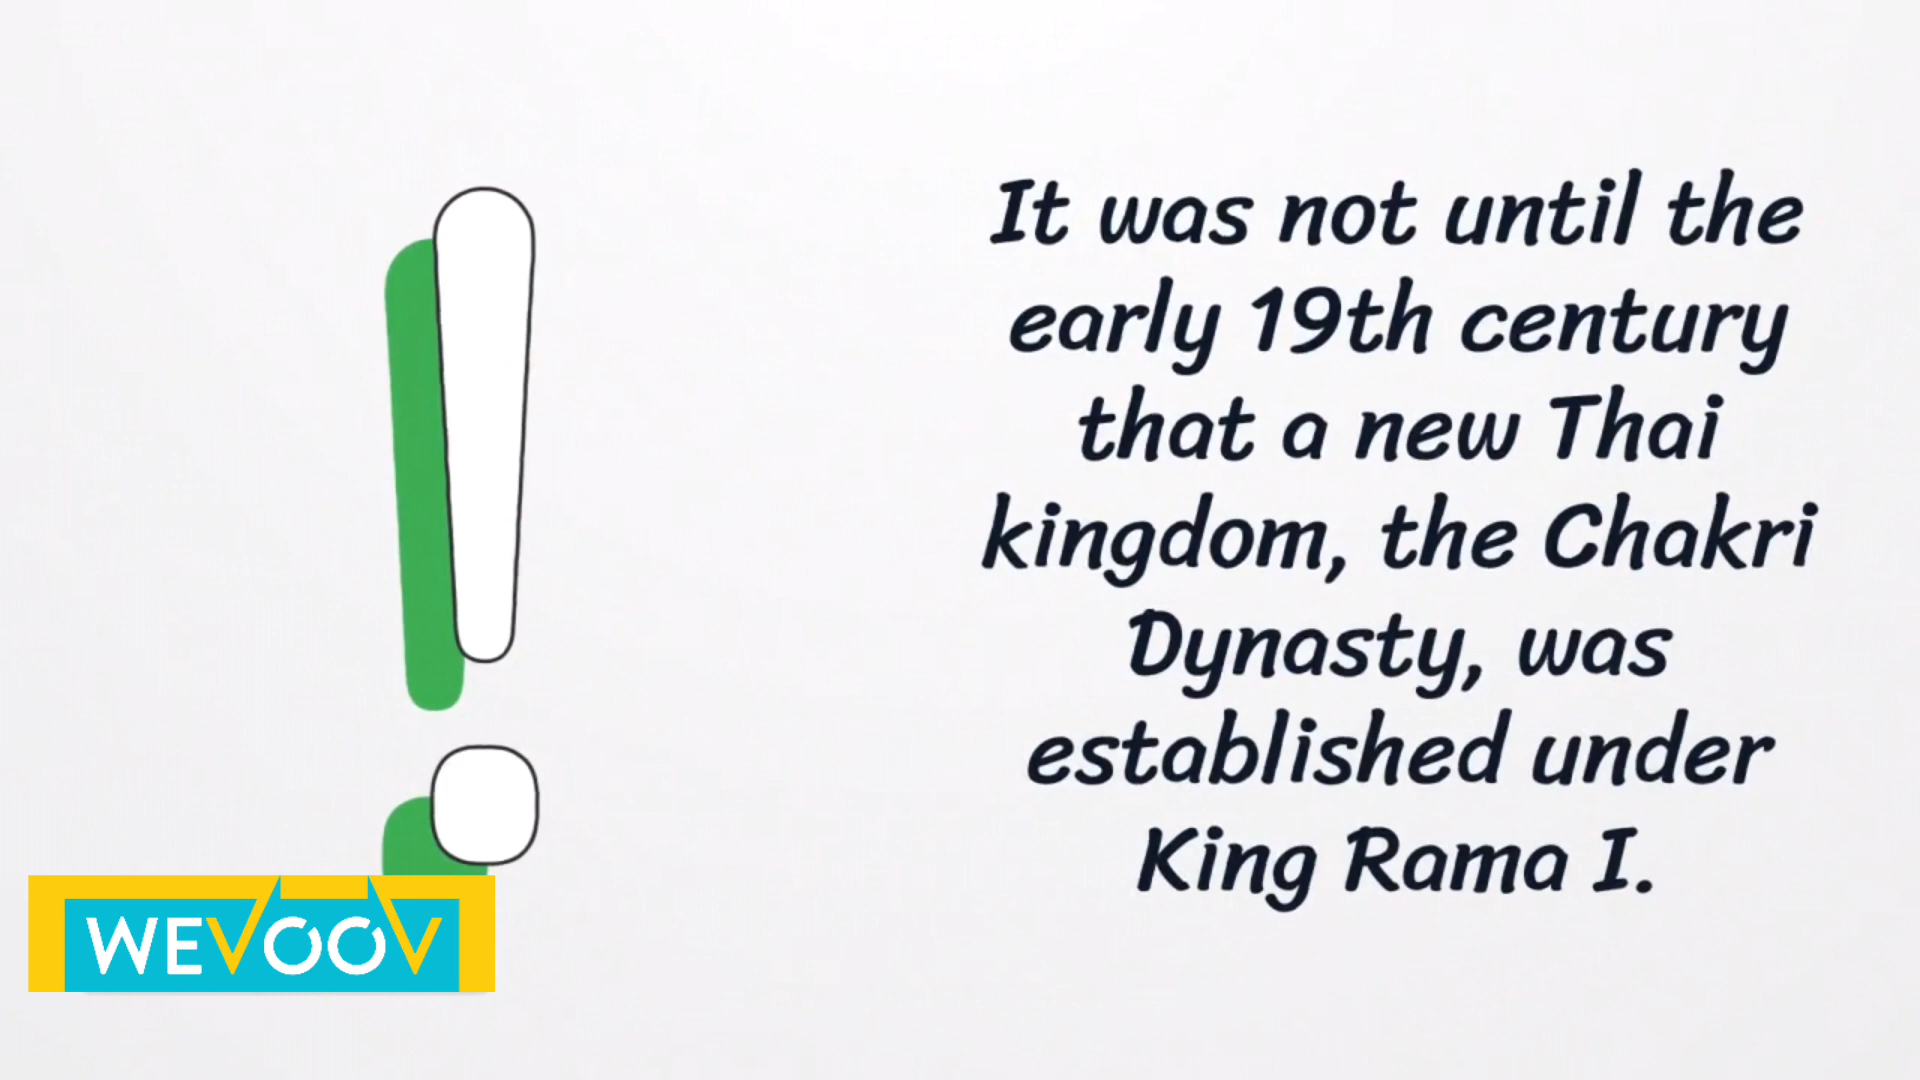 It was not until the
early 19th century
that a new Thai
kingdom, the Chakri
Dynasty, was
established under
King Rama I.
WEVOOV